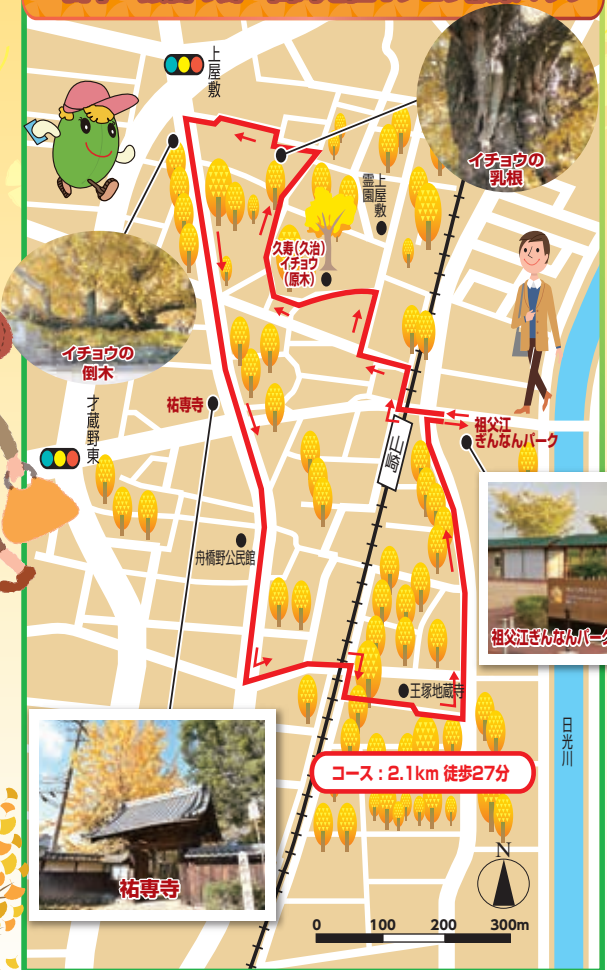 上屋敷
イチョウの
乳根
上屋敷
霊園
久寿(久治)
イチョウ
(原木)
イチョウの
倒木
才蔵野東
祐専寺
山崎
祖父江
ぎんなんパーク
舟橋野公民館
祖父江ぎんなんパーク
王塚地蔵寺
日光川
コース : 2.1km 徒歩27分
祐専寺
N
0 100 200 300m